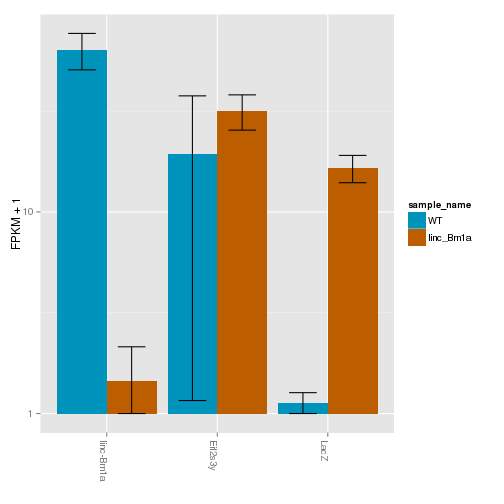 FPKM + 1
10
1
linc-Brn1a
Eif2s3y
LacZ
sample_name
WT
linc_Brn1a